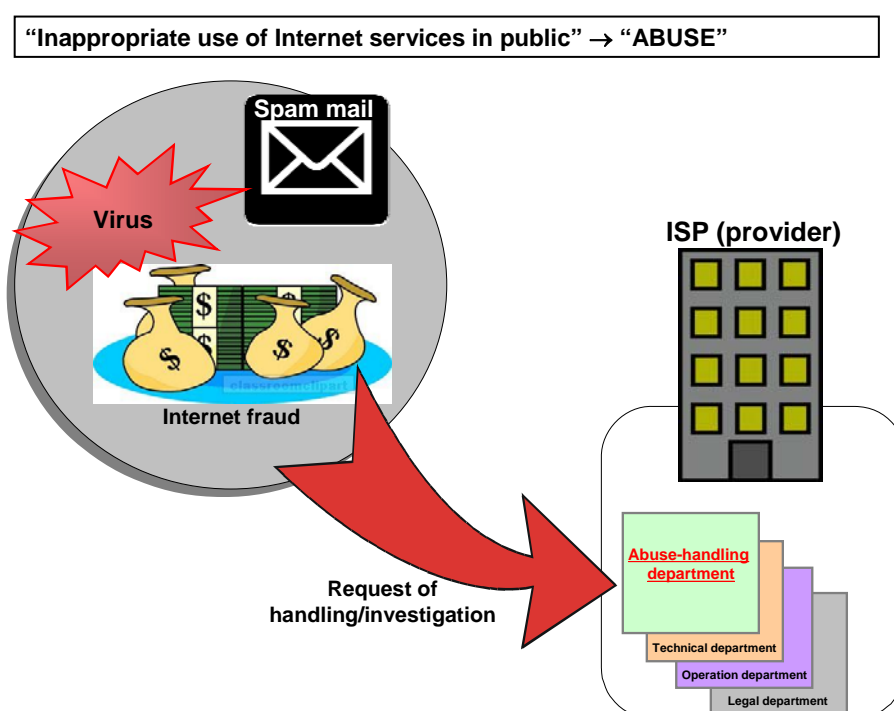 “Inappropriate use of Internet services in public” → “ABUSE”
Spam mail
Virus
$
$
$
$
$
$
classroomclipart
Internet fraud
ISP (provider)
Request of
handling/investigation
Abuse-handling
department
Technical department
Operation department
Legal department